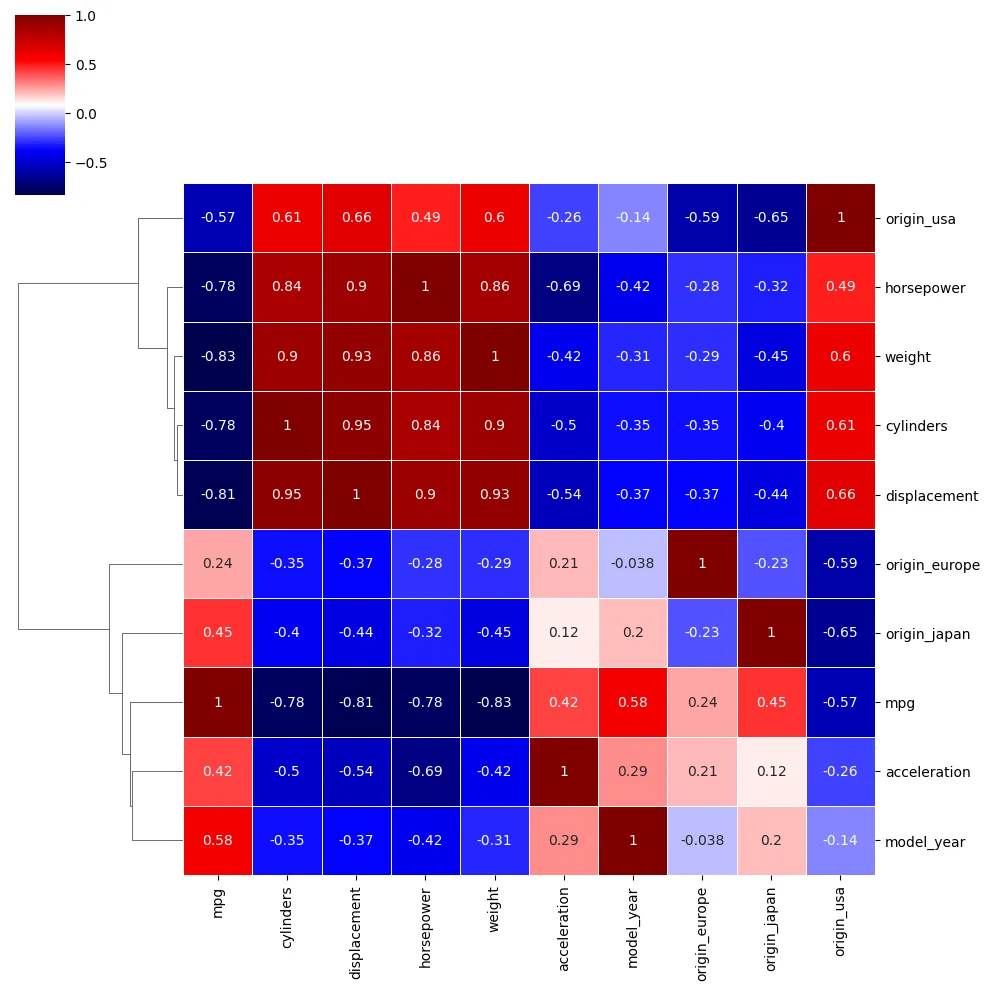 1.0
0.5
0.0
−0.5
-0.57 0.61 0.66 0.49 0.6 -0.26 -0.14 -0.59 -0.65 1 origin_usa
-0.78 0.84 0.9 1 0.86 -0.69 -0.42 -0.28 -0.32 0.49 horsepower
-0.83 0.9 0.93 0.86 1 -0.42 -0.31 -0.29 -0.45 0.6 weight
-0.78 1 0.95 0.84 0.9 -0.5 -0.35 -0.35 -0.4 0.61 cylinders
-0.81 0.95 1 0.9 0.93 -0.54 -0.37 -0.37 -0.44 0.66 displacement
0.24 -0.35 -0.37 -0.28 -0.29 0.21 -0.038 1 -0.23 -0.59 origin_europe
0.45 -0.4 -0.44 -0.32 -0.45 0.12 0.2 -0.23 1 -0.65 origin_japan
1 -0.78 -0.81 -0.78 -0.83 0.42 0.58 0.24 0.45 -0.57 mpg
0.42 -0.5 -0.54 -0.69 -0.42 1 0.29 0.21 0.12 -0.26 acceleration
0.58 -0.35 -0.37 -0.42 -0.31 0.29 1 -0.038 0.2 -0.14 model_year
mpg cylinders displacement horsepower weight acceleration model_year origin_europe origin_japan origin_usa